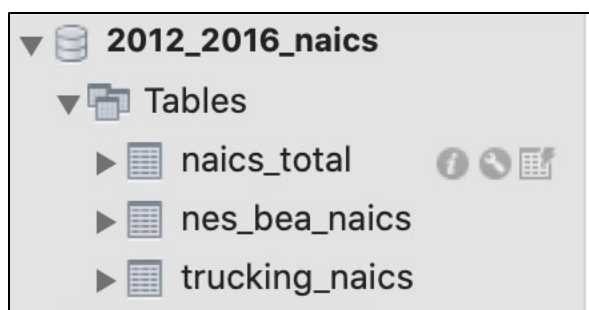 2012_2016_naics
Tables
naics_total
nes_bea_naics
trucking_naics